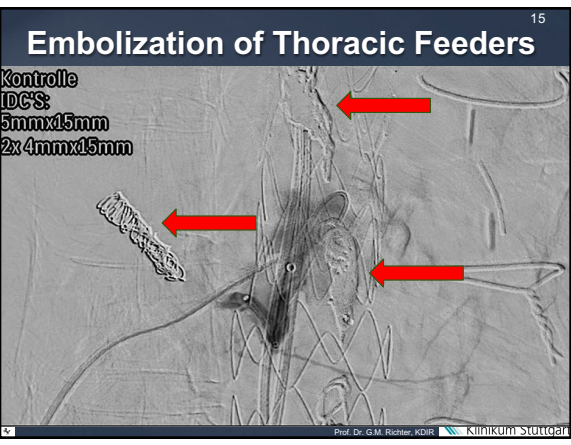 15
Embolization of Thoracic Feeders
Kontrolle
IDC'S:
5mmx15mm
2x 4mmx15mm
Prof. Dr. G.M. Richter, KDIR
Klinikum Stuttgart